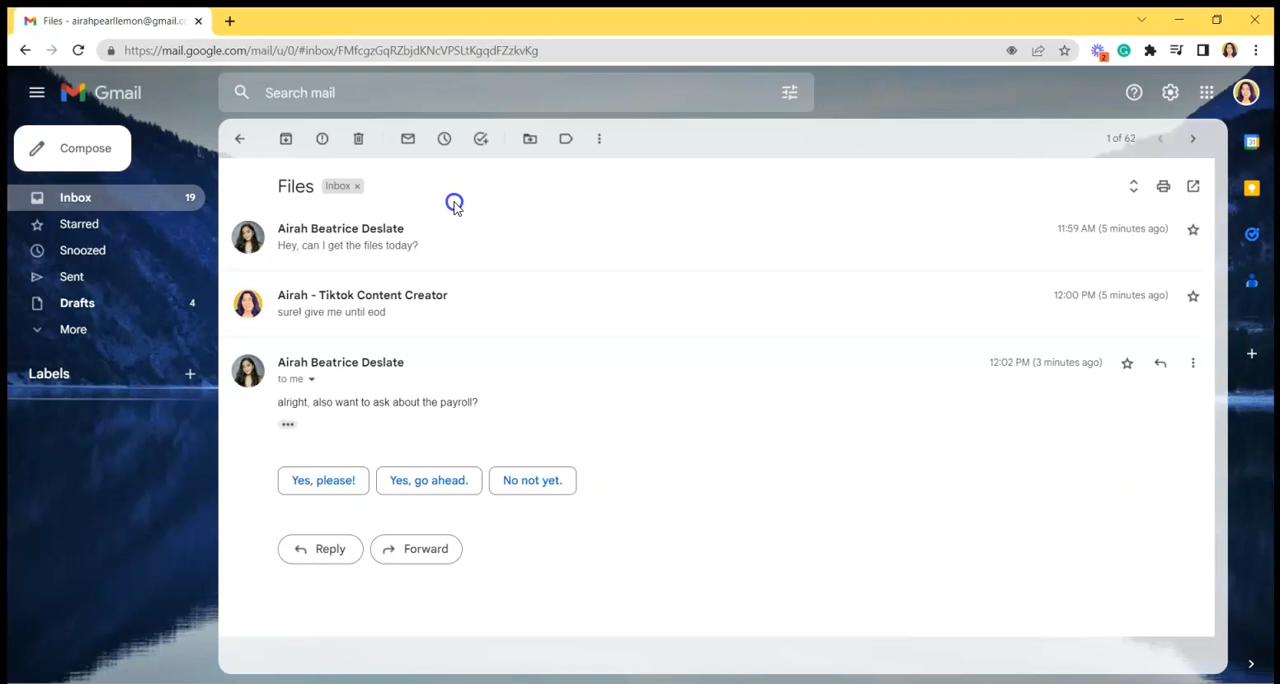 Files - airahpearllemon@gmail.c
https://mail.google.com/mail/u/0/#inbox/FMfcgzGqRZbjdKNcVPSLtKgqdFZzkvKg
2
Gmail
Search mail
Compose
1 of 62
Inbox 19
Starred
Snoozed
Sent
Drafts 4
More
Labels
31
Files Inbox ×
Airah Beatrice Deslate 11:59 AM (5 minutes ago)
Hey, can I get the files today?
Airah - Tiktok Content Creator 12:00 PM (5 minutes ago)
sure! give me until eod
Airah Beatrice Deslate 12:02 PM (3 minutes ago)
to me
alright, also want to ask about the payroll?
Yes, please! Yes, go ahead. No not yet.
Reply Forward